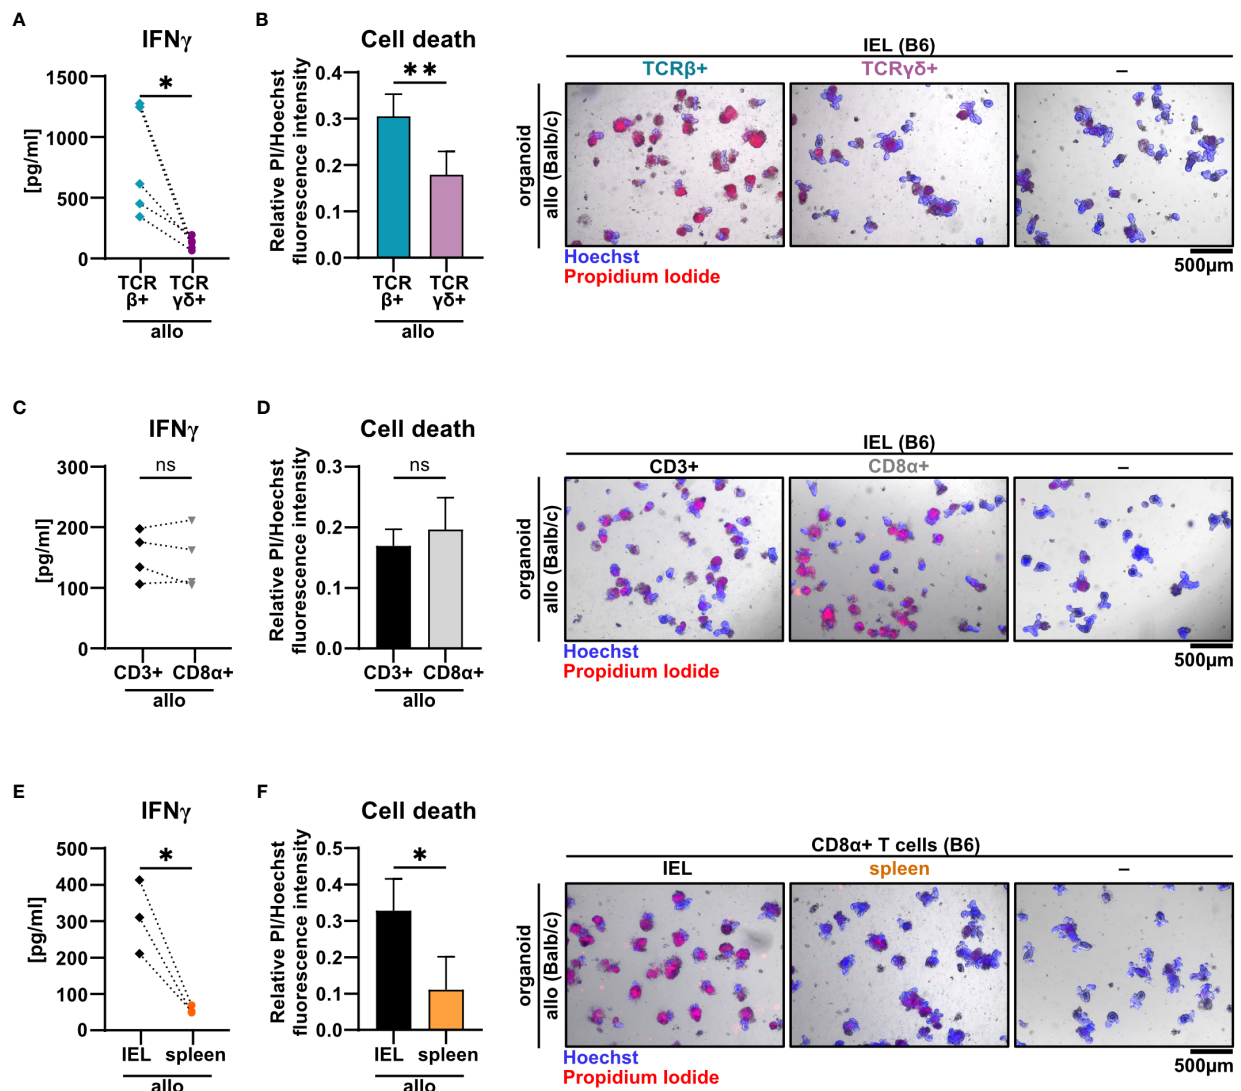 A
IFNγ
1500
1000
500
0
[pg/ml]
*
TCR β+
TCR γδ+
allo
B
Cell death
0.4
0.3
0.2
0.1
0.0
Relative PI/Hoechst
fluorescence intensity
**
TCR β+
TCR γδ+
allo
IEL (B6)
TCRβ+
TCRγδ+
–
organoid
allo (Balb/c)
Hoechst
Propidium Iodide
500µm
C
IFNγ
300
200
100
0
[pg/ml]
ns
CD3+ CD8α+
allo
D
Cell death
0.3
0.2
0.1
0.0
Relative PI/Hoechst
fluorescence intensity
ns
CD3+ CD8α+
allo
IEL (B6)
CD3+
CD8α+
–
organoid
allo (Balb/c)
Hoechst
Propidium Iodide
500µm
E
IFNγ
500
400
300
200
100
0
[pg/ml]
*
IEL spleen
allo
F
Cell death
0.5
0.4
0.3
0.2
0.1
0.0
Relative PI/Hoechst
fluorescence intensity
*
IEL spleen
allo
CD8α+ T cells (B6)
IEL
spleen
–
organoid
allo (Balb/c)
Hoechst
Propidium Iodide
500µm